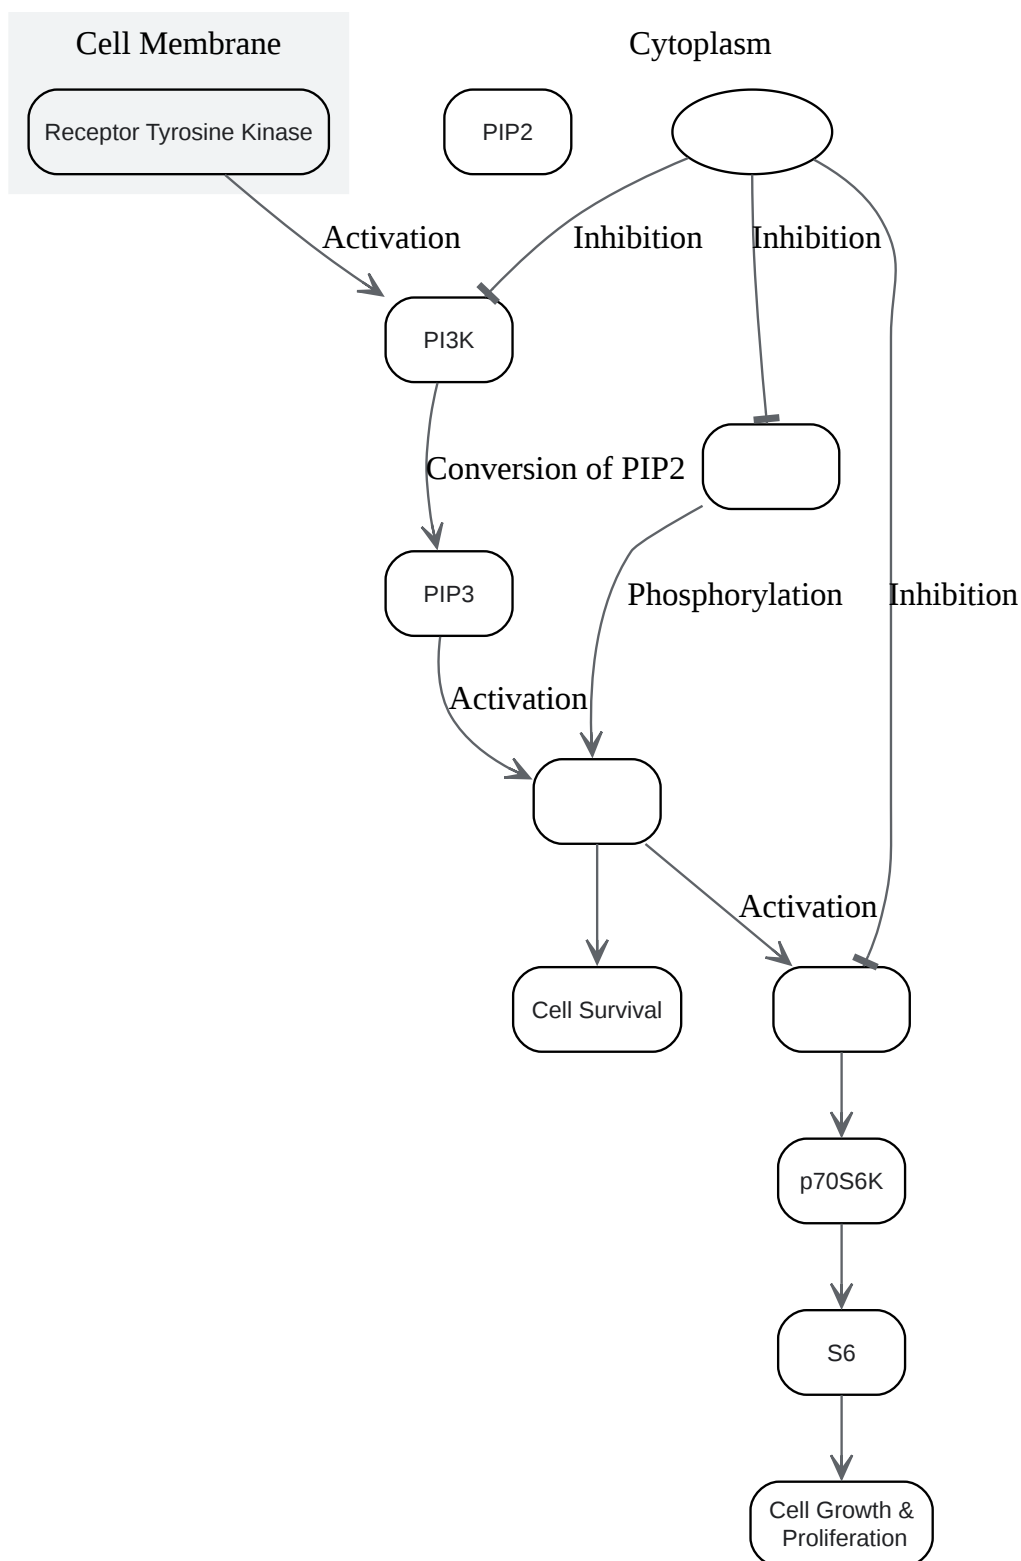 Cell Membrane
Cytoplasm
Receptor Tyrosine Kinase
PIP2
Activation
Inhibition
Inhibition
PI3K
Conversion of PIP2
PIP3
Phosphorylation
Inhibition
Activation
Activation
Cell Survival
p70S6K
S6
Cell Growth &
Proliferation